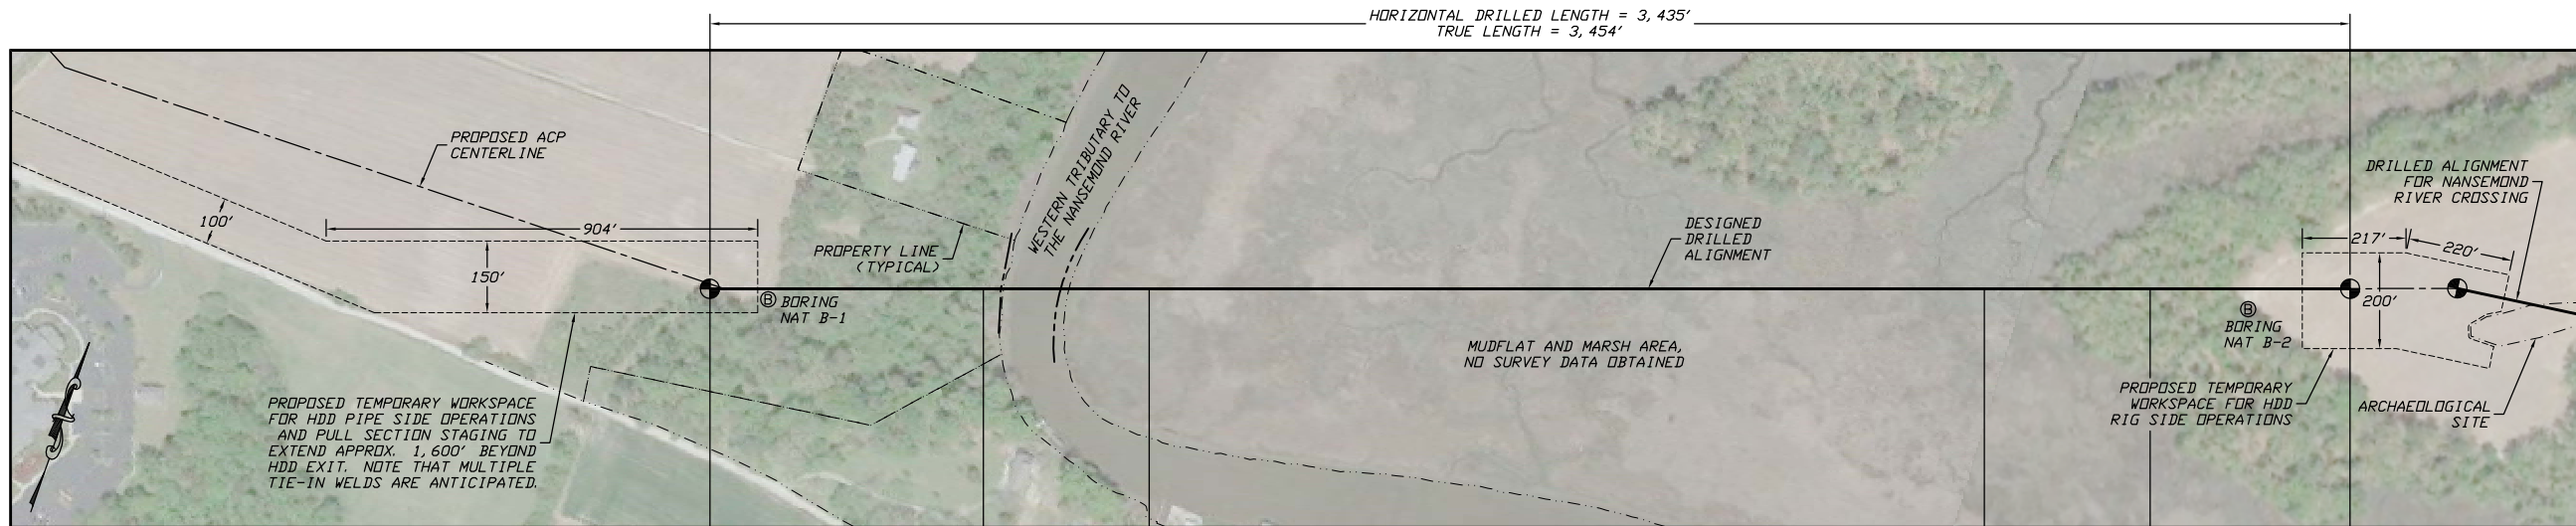 HORIZONTAL DRILLED LENGTH = 3,435'
TRUE LENGTH = 3,454'
PROPOSED ACP
CENTERLINE
100'
904'
150'
PROPERTY LINE
(TYPICAL)
WESTERN TRIBUTARY TO
THE NANSEMOND RIVER
B BORING
NAT B-1
PROPOSED TEMPORARY WORKSPACE
FOR HDD PIPE SIDE OPERATIONS
AND PULL SECTION STAGING TO
EXTEND APPROX. 1,600' BEYOND
HDD EXIT. NOTE THAT MULTIPLE
TIE-IN WELDS ARE ANTICIPATED.
DESIGNED
DRILLED
ALIGNMENT
MUDFLAT AND MARSH AREA,
NO SURVEY DATA OBTAINED
DRILLED ALIGNMENT
FOR NANSEMOND
RIVER CROSSING
217'
220'
200'
B
BORING
NAT B-2
PROPOSED TEMPORARY
WORKSPACE FOR HDD
RIG SIDE OPERATIONS
ARCHAEOLOGICAL
SITE